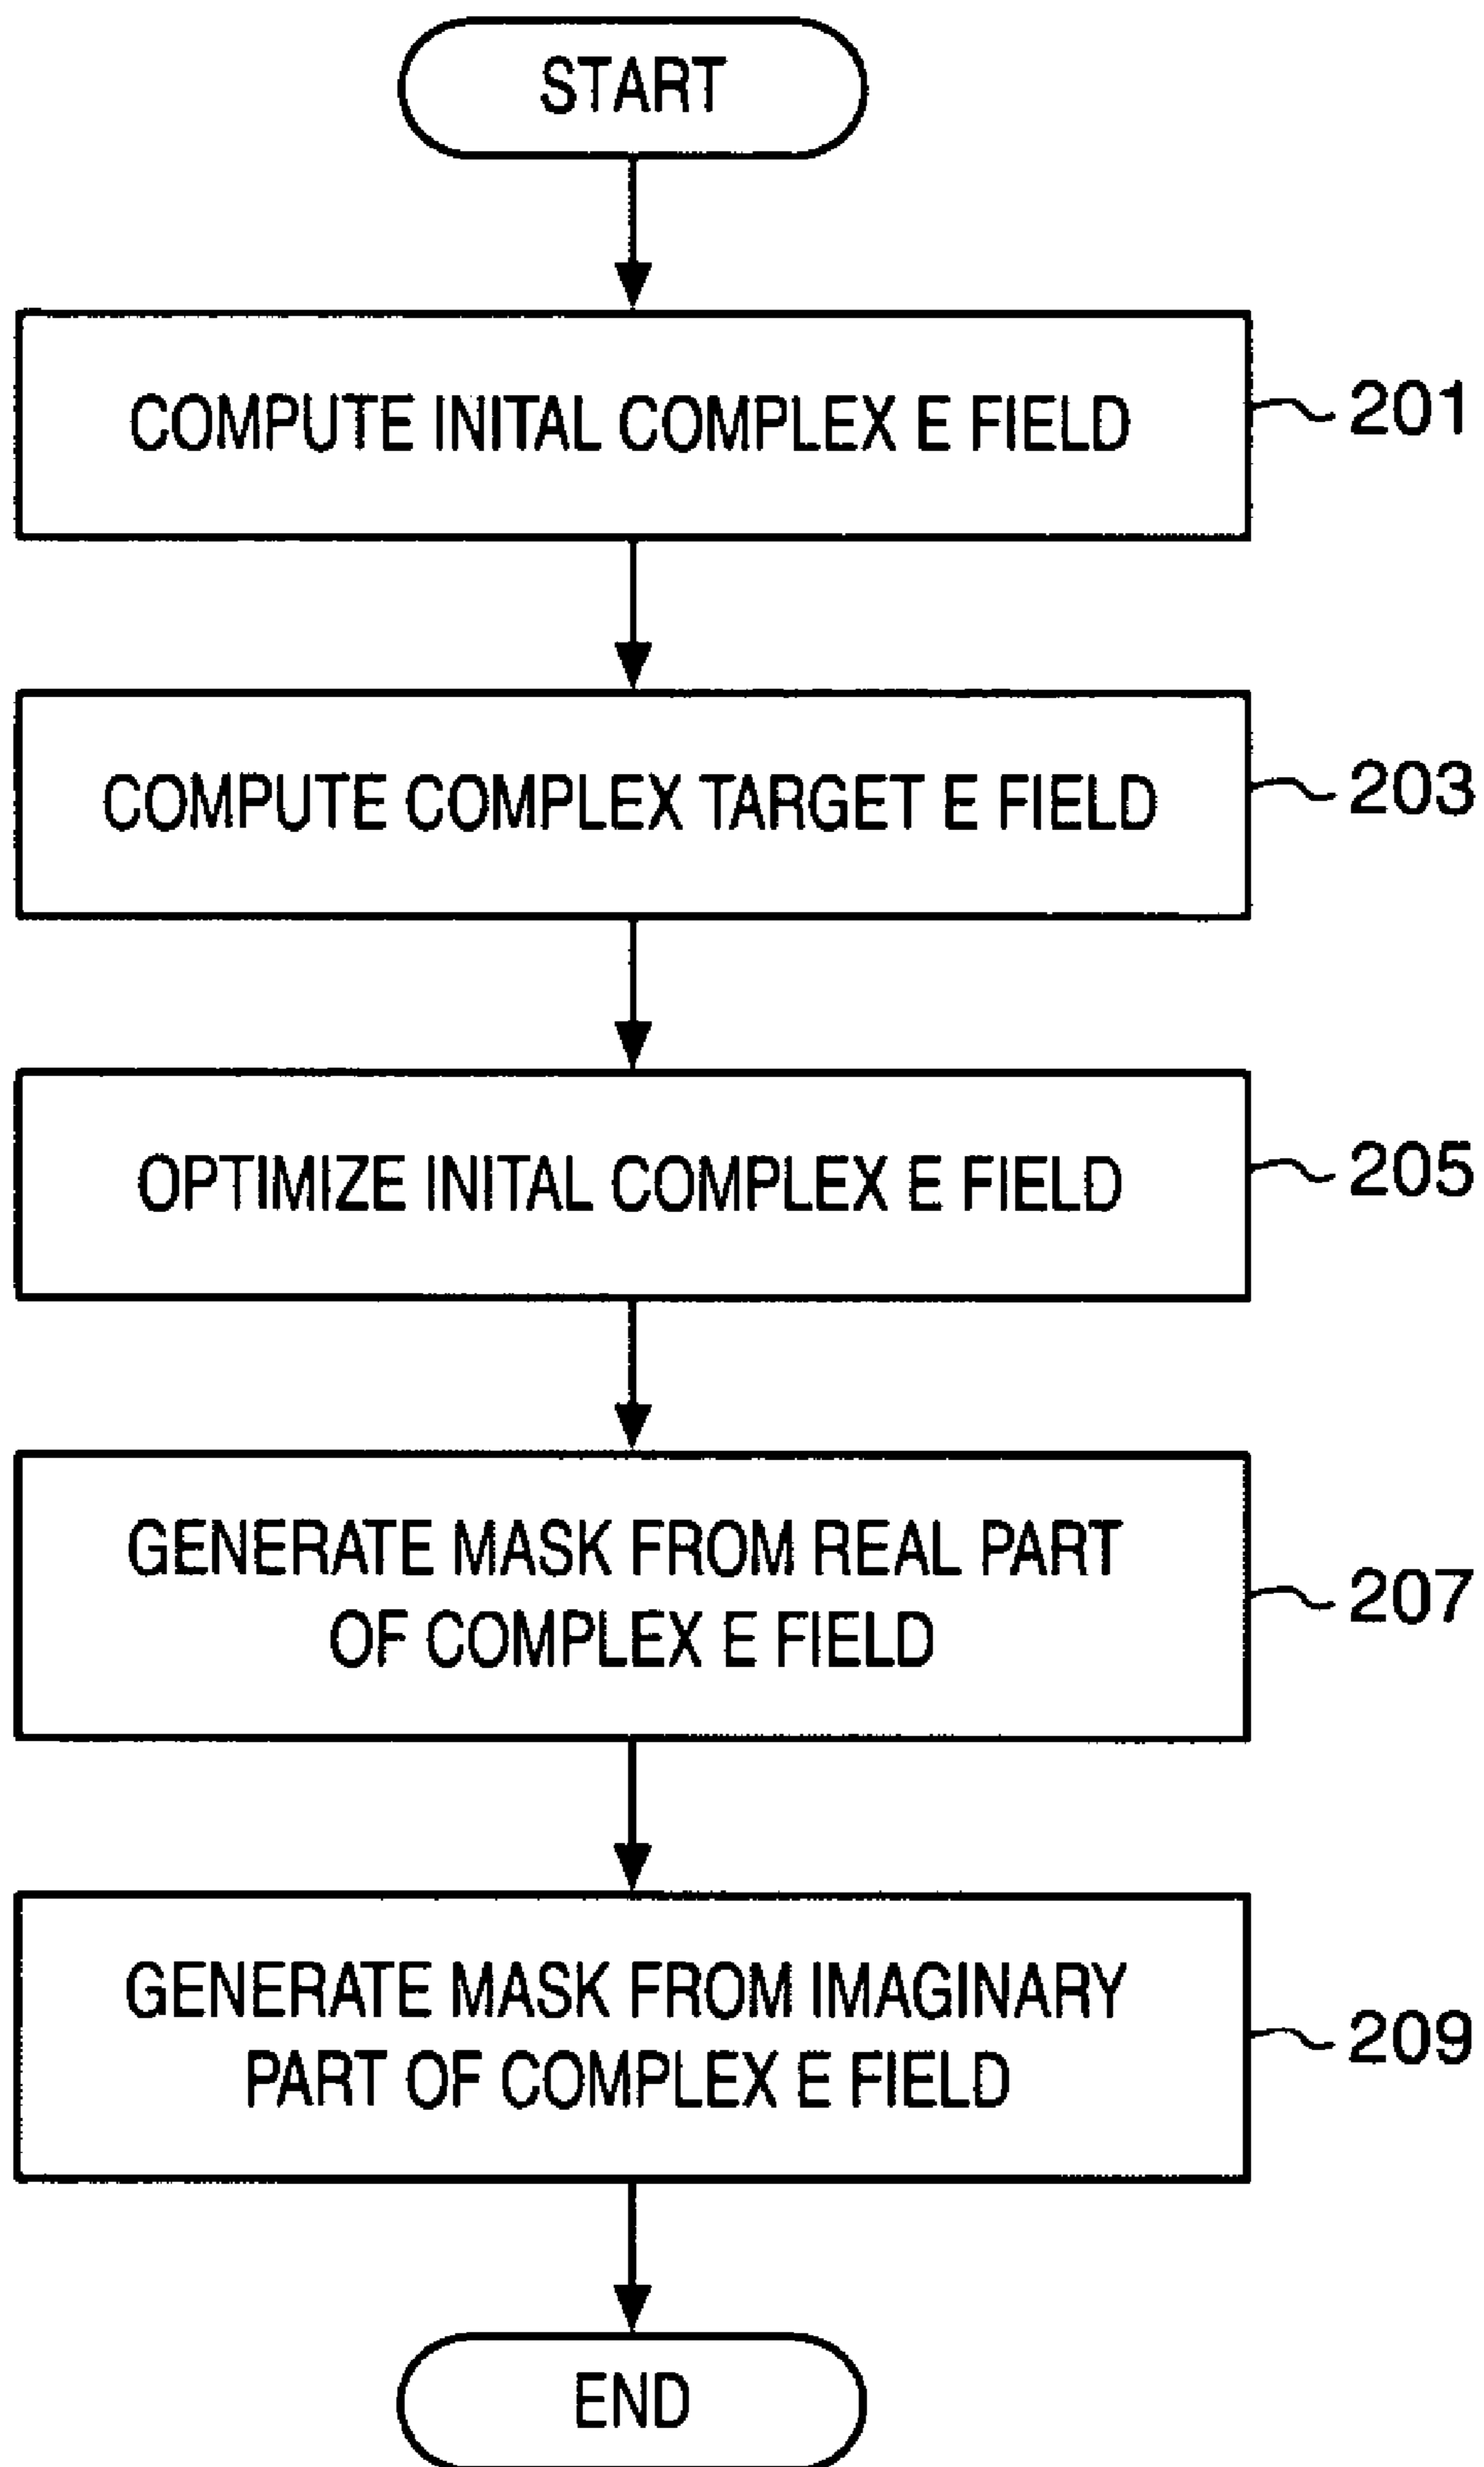 START
COMPUTE INITAL COMPLEX E FIELD
201
COMPUTE COMPLEX TARGET E FIELD
203
OPTIMIZE INITAL COMPLEX E FIELD
205
GENERATE MASK FROM REAL PART
OF COMPLEX E FIELD
207
GENERATE MASK FROM IMAGINARY
PART OF COMPLEX E FIELD
209
END